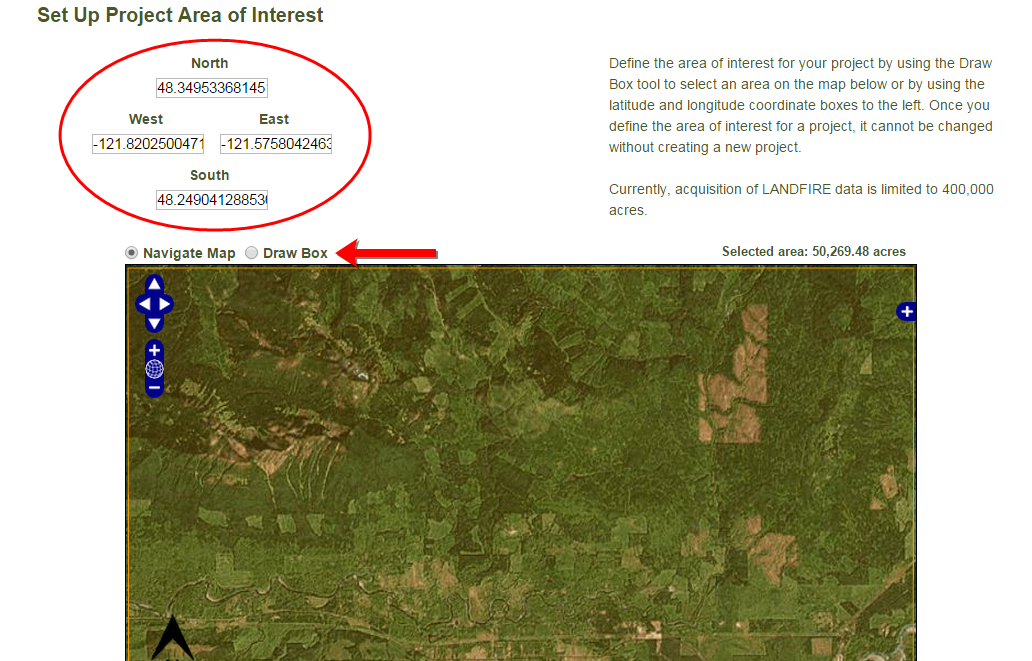 Set Up Project Area of Interest
North
48.34953368145
West East
-121.8202500471 -121.5758042463
South
48.2490412885300
Define the area of interest for your project by using the Draw
Box tool to select an area on the map below or by using the
latitude and longitude coordinate boxes to the left. Once you
define the area of interest for a project, it cannot be changed
without creating a new project.
Currently, acquisition of LANDFIRE data is limited to 400,000
acres.
Navigate Map Draw Box
Selected area: 50,269.48 acres